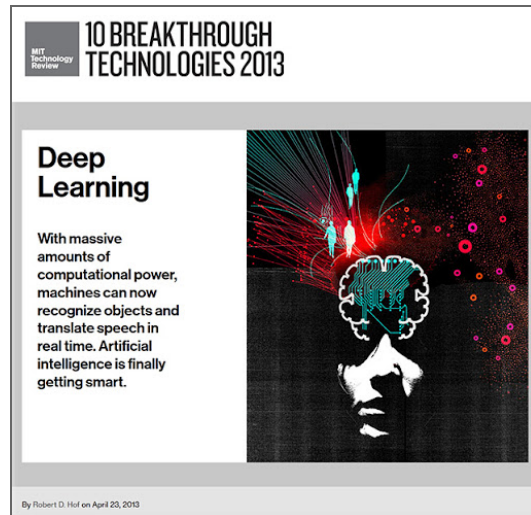 MIT
Technology
Review
10 BREAKTHROUGH
TECHNOLOGIES 2013
Deep
Learning
With massive
amounts of
computational power,
machines can now
recognize objects and
translate speech in
real time. Artificial
intelligence is finally
getting smart.
By Robert D. Hof on April 23, 2013